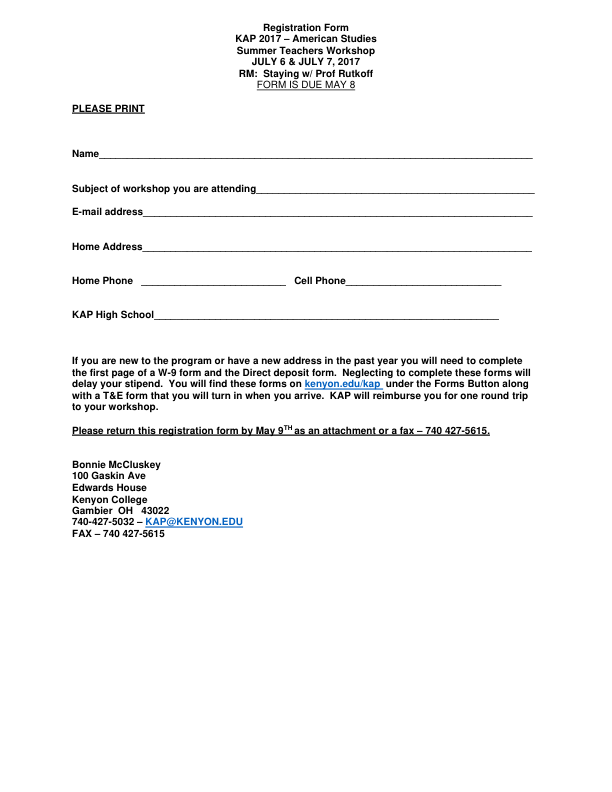 Registration Form
KAP 2017 – American Studies
Summer Teachers Workshop
JULY 6 & JULY 7, 2017
RM:  Staying w/ Prof Rutkoff
FORM IS DUE MAY 8
PLEASE PRINT
Name
Subject of workshop you are attending
E-mail address
Home Address
Home Phone Cell Phone
KAP High School
If you are new to the program or have a new address in the past year you will need to complete
the first page of a W-9 form and the Direct deposit form.  Neglecting to complete these forms will
delay your stipend.  You will find these forms on kenyon.edu/kap  under the Forms Button along
with a T&E form that you will turn in when you arrive.  KAP will reimburse you for one round trip
to your workshop.
Please return this registration form by May 9TH as an attachment or a fax – 740 427-5615.
Bonnie McCluskey
100 Gaskin Ave
Edwards House
Kenyon College
Gambier  OH   43022
740-427-5032 – KAP@KENYON.EDU
FAX – 740 427-5615